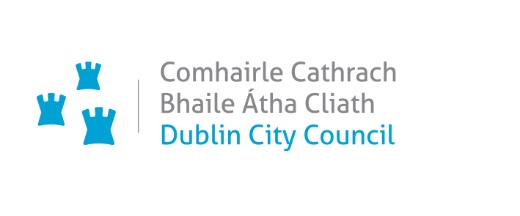 Comhairle Cathrach
Bhaile Átha Cliath
Dublin City Council